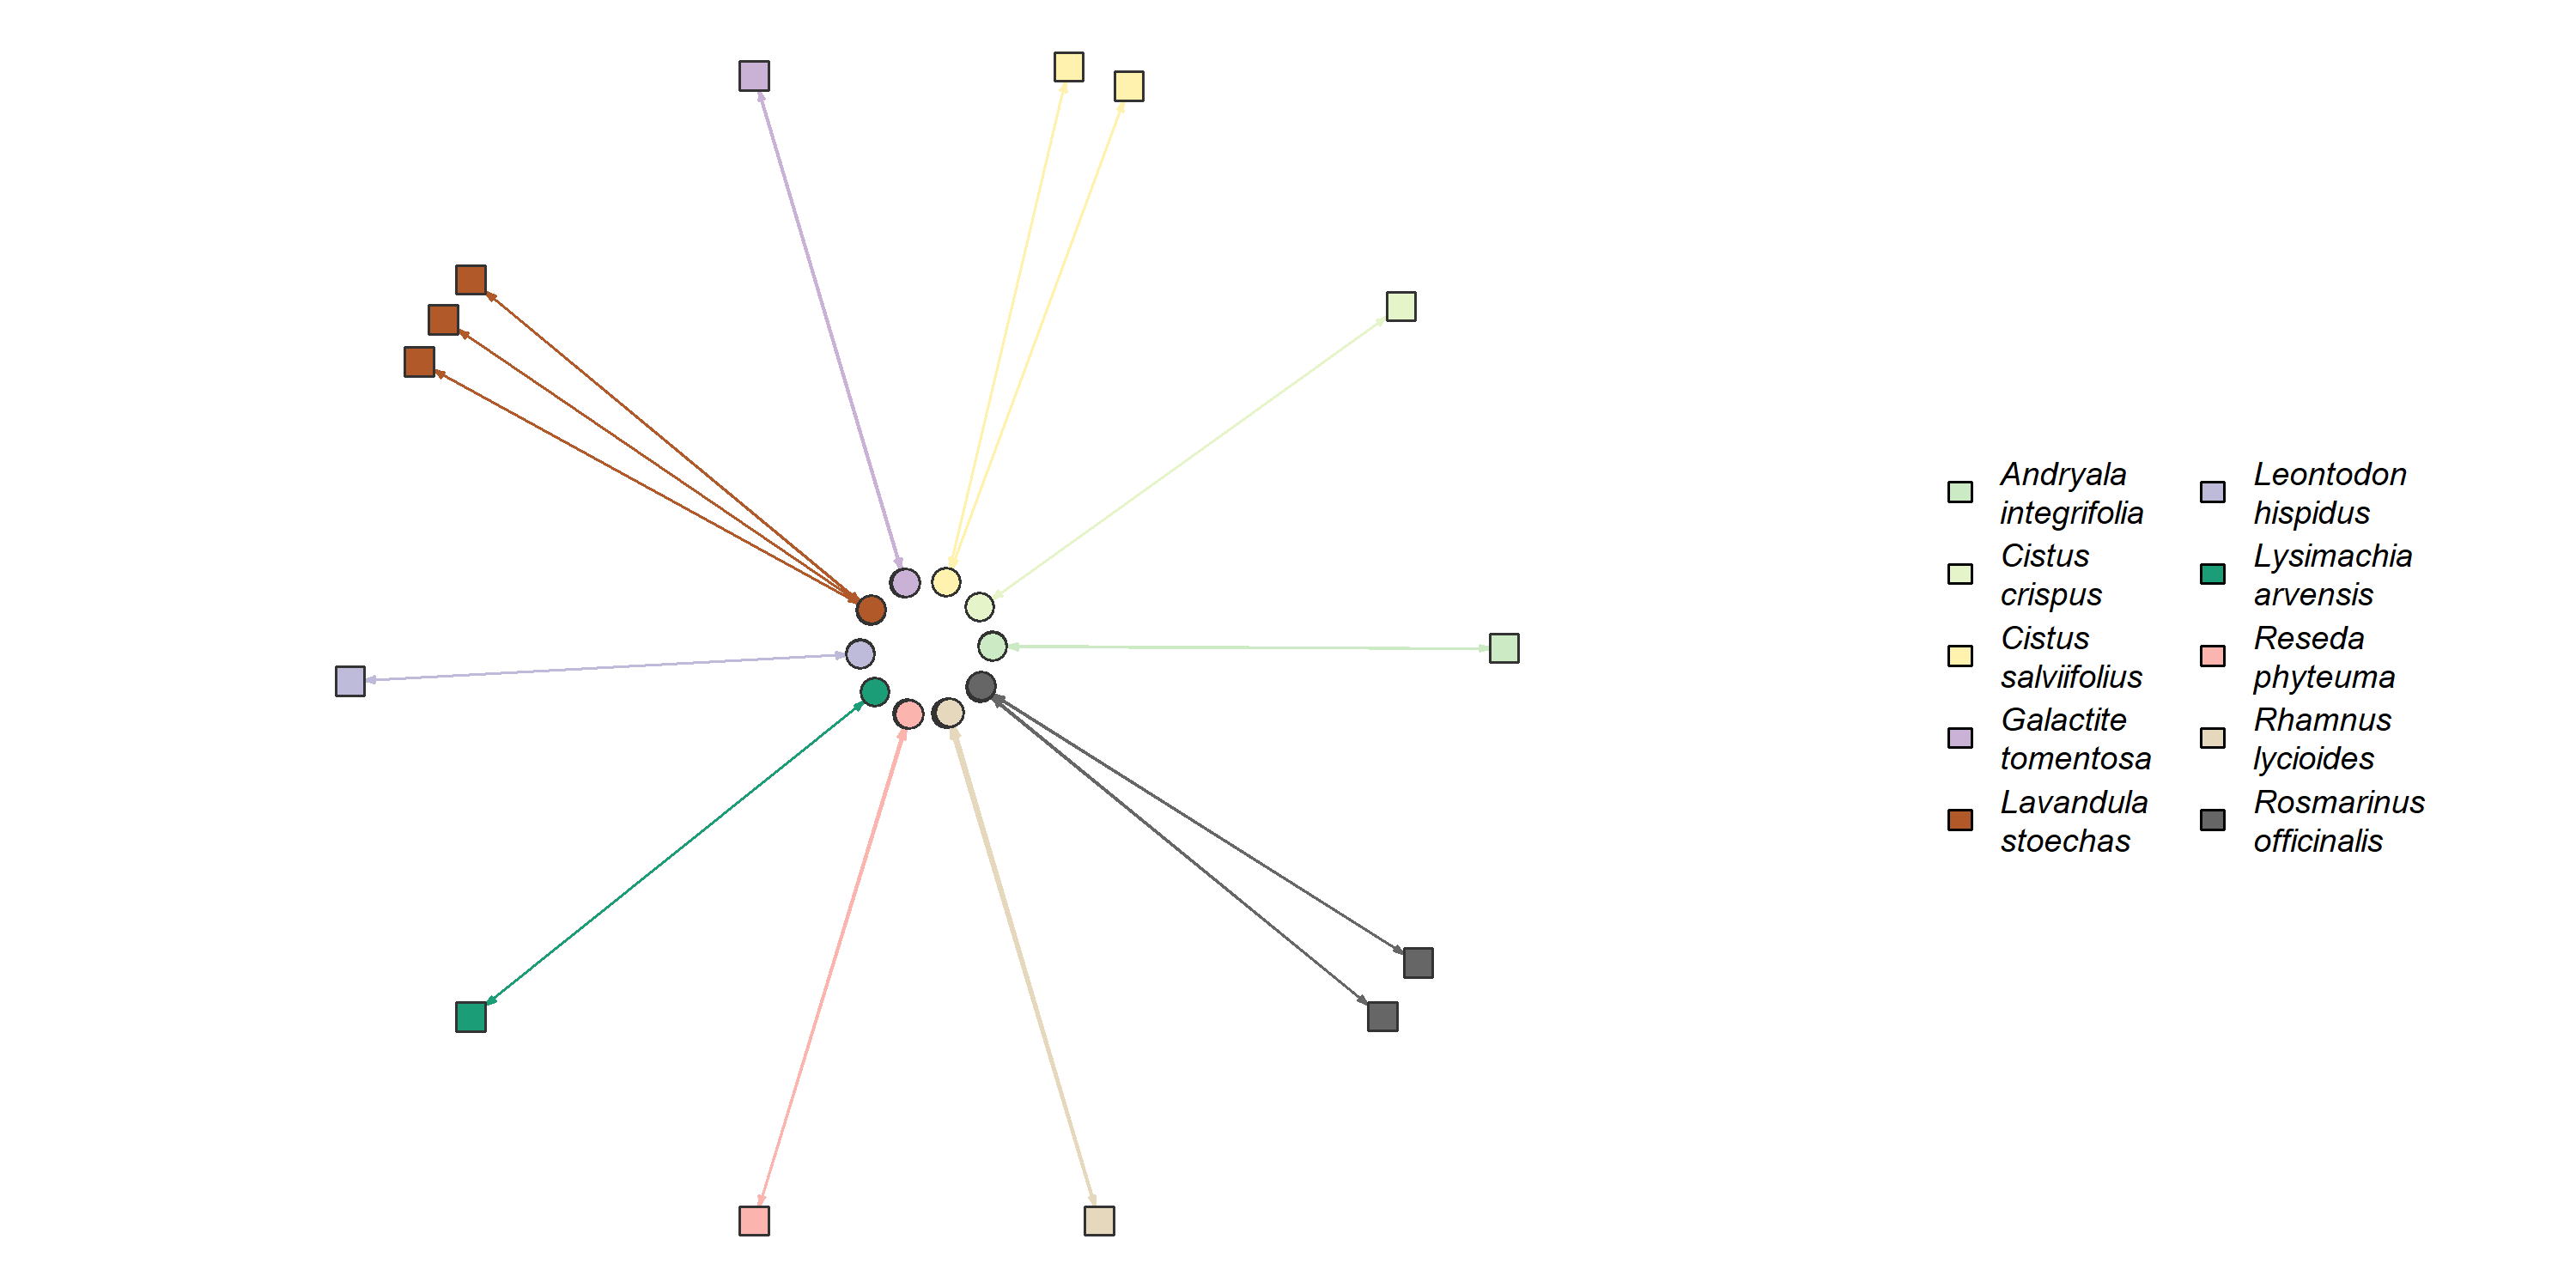 Andryala
integrifolia
Cistus
crispus
Cistus
salviifolius
Galactite
tomentosa
Lavandula
stoechas
Leontodon
hispidus
Lysimachia
arvensis
Reseda
phyteuma
Rhamnus
lycioides
Rosmarinus
officinalis